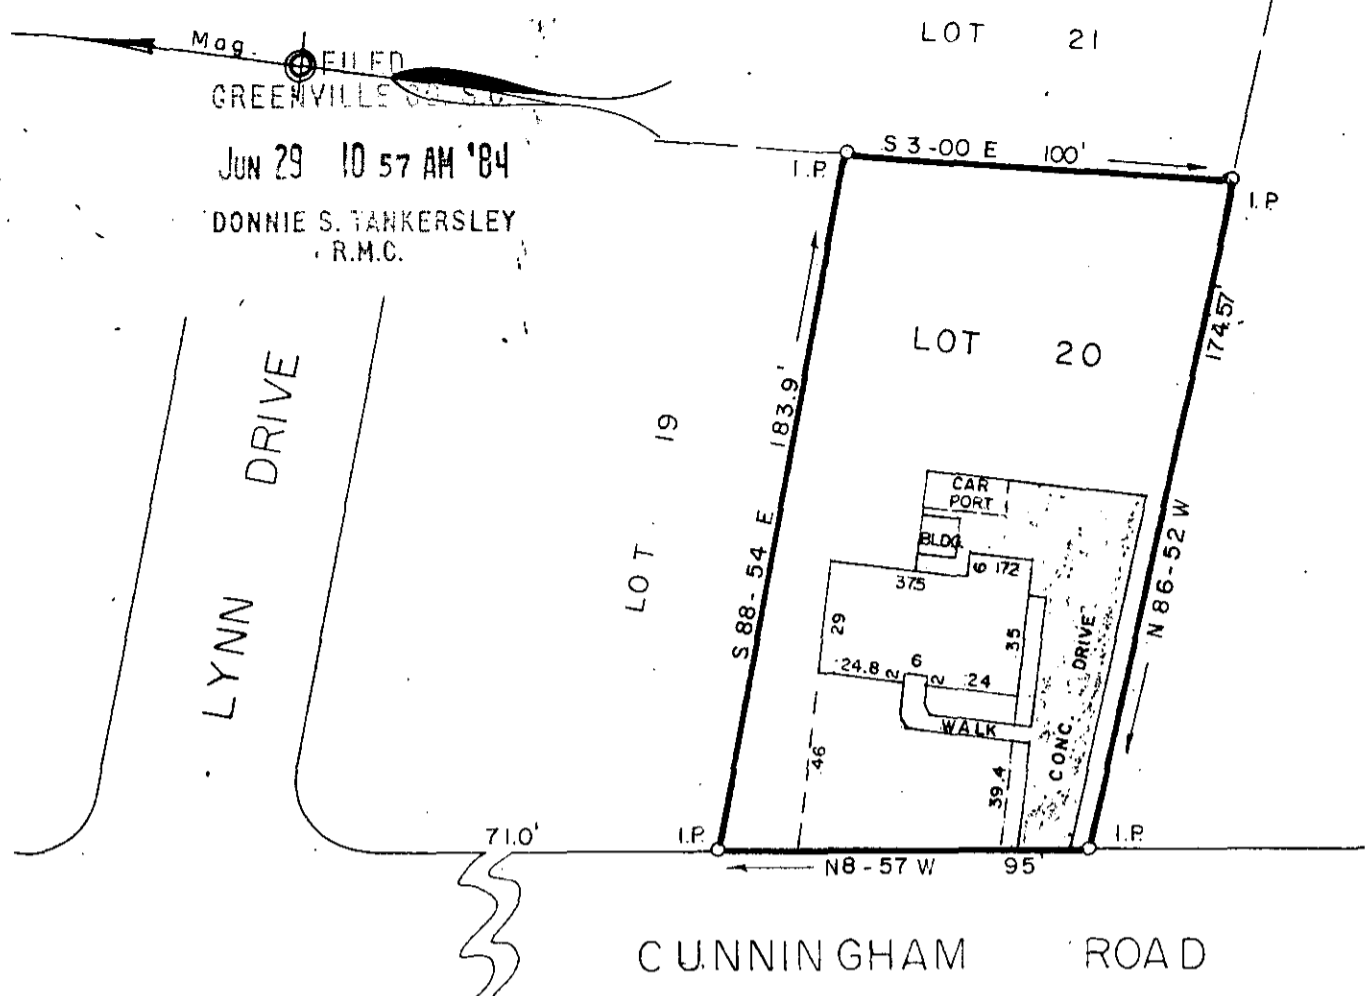 LOT 21
Mag.
FILED
GREENVILLE CO. S.C.
JUN 29 10 57 AM '84
DONNIE S. TANKERSLEY
R.M.C.
S 3-00 E 100'
I.P.
I.P.
LOT 20
174.57'
183.9'
LOT 19
LYNN DRIVE
S 88-54 E
N 86-52 W
CAR
PORT
BLDG.
6 172
375
29
35
24.8 2 6 2 24
WALK
CONC. DRIVE
46
39.4
71.0'
I.P.
I.P.
N8-57 W 95'
CUNNINGHAM ROAD